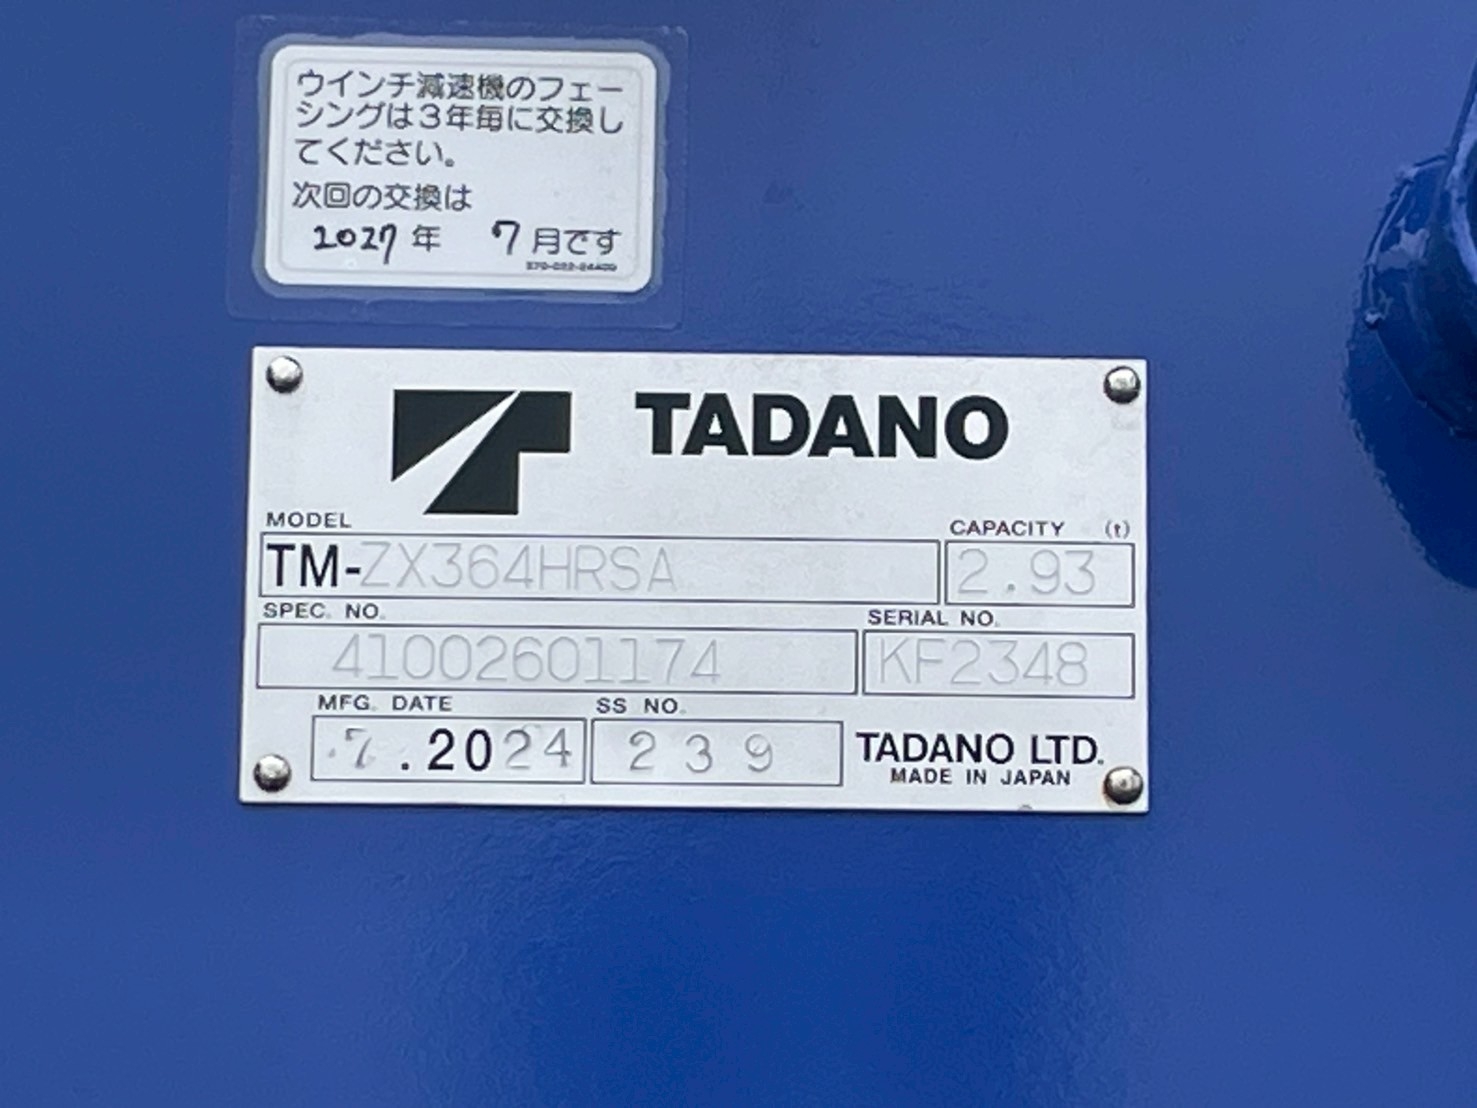 ウインチ減速機のフェー
シングは3年毎に交換し
てください。
次回の交換は
2027年 7月です
TADANO
MODEL
CAPACITY (t)
TM-ZX364HRSA
2.93
SPEC. NO.
SERIAL NO.
41002601174
KF2348
MFG. DATE
SS NO.
7.2024
239
TADANO LTD.
MADE IN JAPAN